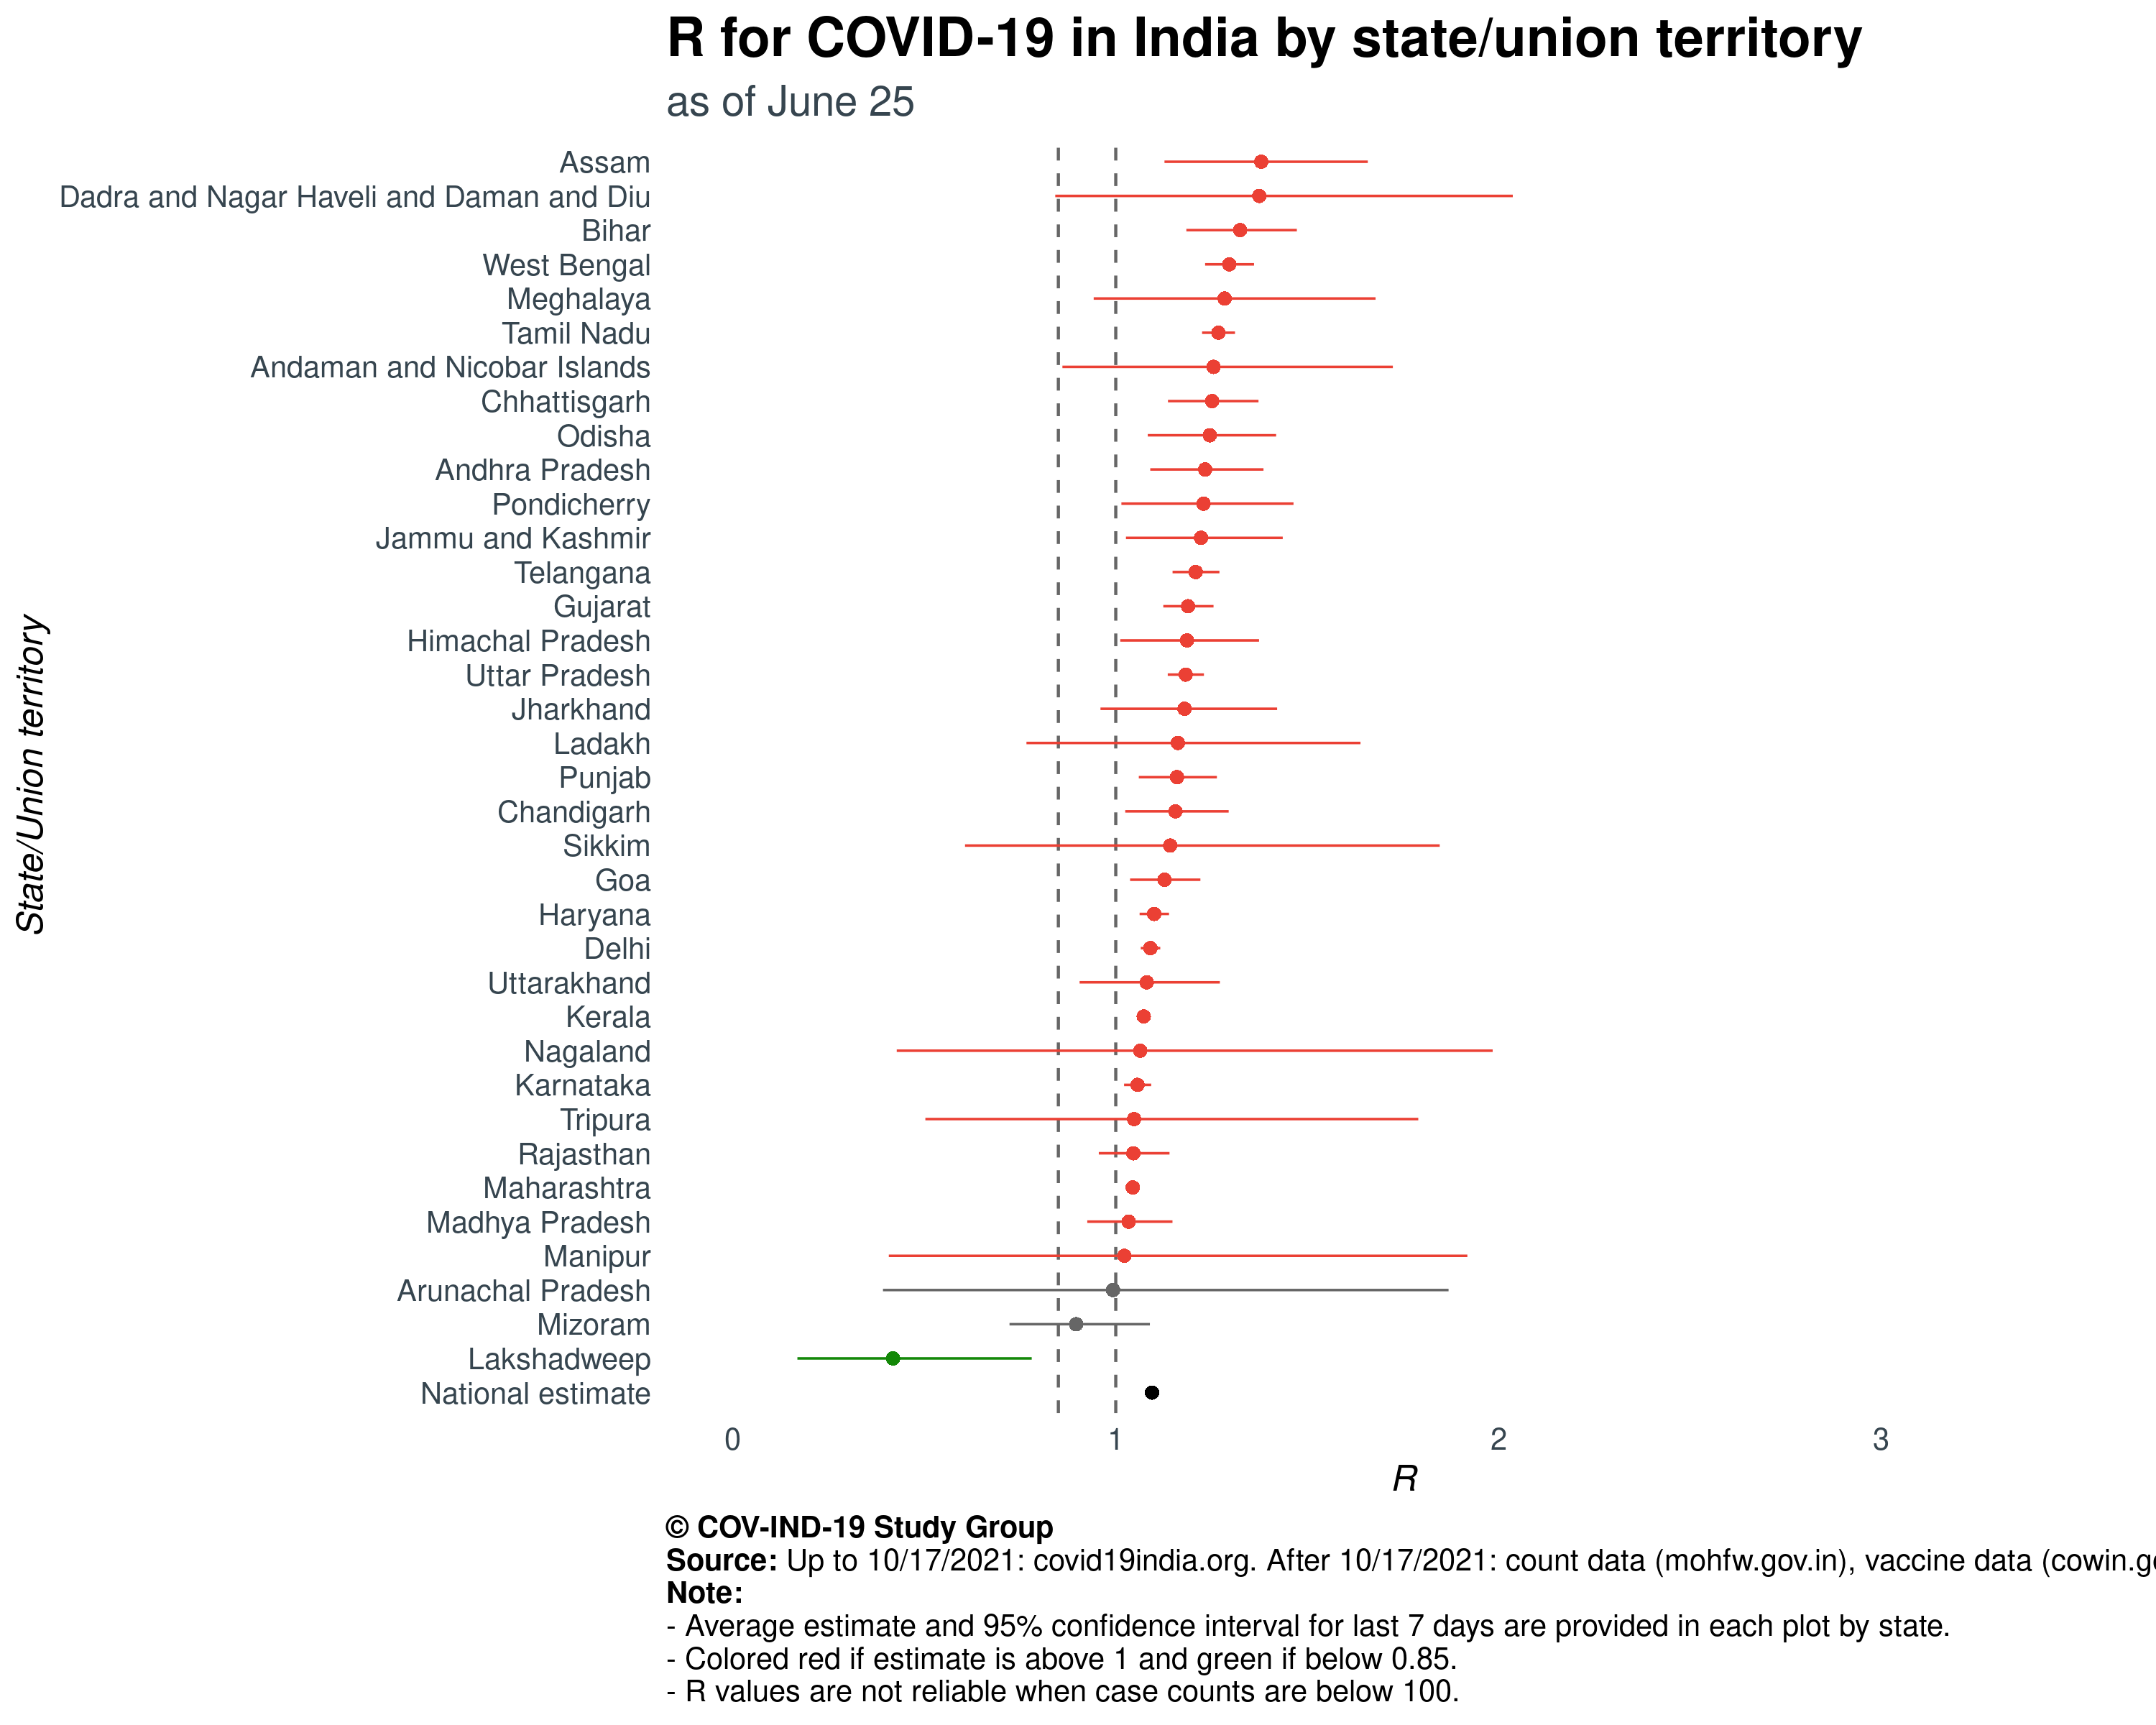 R for COVID-19 in India by state/union territory
as of June 25
State/Union territory
Assam
Dadra and Nagar Haveli and Daman and Diu
Bihar
West Bengal
Meghalaya
Tamil Nadu
Andaman and Nicobar Islands
Chhattisgarh
Odisha
Andhra Pradesh
Pondicherry
Jammu and Kashmir
Telangana
Gujarat
Himachal Pradesh
Uttar Pradesh
Jharkhand
Ladakh
Punjab
Chandigarh
Sikkim
Goa
Haryana
Delhi
Uttarakhand
Kerala
Nagaland
Karnataka
Tripura
Rajasthan
Maharashtra
Madhya Pradesh
Manipur
Arunachal Pradesh
Mizoram
Lakshadweep
National estimate
0 1 2 3
R
© COV-IND-19 Study Group
Source: Up to 10/17/2021: covid19india.org. After 10/17/2021: count data (mohfw.gov.in), vaccine data
Note:
- Average estimate and 95% confidence interval for last 7 days are provided in each plot by state.
- Colored red if estimate is above 1 and green if below 0.85.
- R values are not reliable when case counts are below 100.